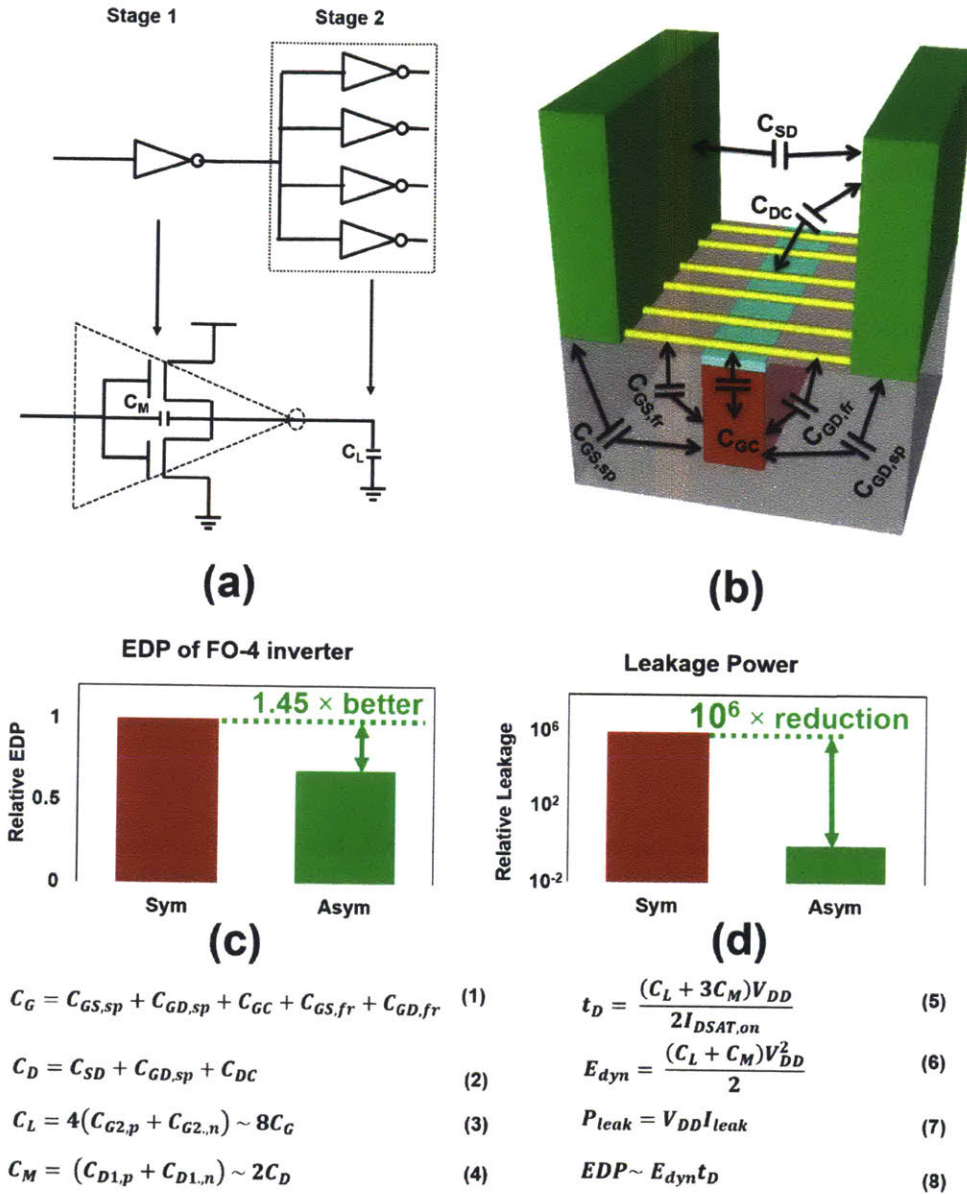 Stage 1
Stage 2
C_M
C_L
(a)
C_SD
C_DC
C_GS,fr
C_GS,sp
C_GC
C_GD,fr
C_GD,sp
(b)
EDP of FO-4 inverter
1.45 × better
Relative EDP
1
0.5
0
Sym
Asym
(c)
Leakage Power
10^6 × reduction
Relative Leakage
10^6
10^2
10^-2
Sym
Asym
(d)
C_G = C_GS,sp + C_GD,sp + C_GC + C_GS,fr + C_GD,fr (1)
C_D = C_SD + C_GD,sp + C_DC (2)
C_L = 4(C_G2,p + C_G2.,n) ~ 8C_G (3)
C_M = (C_D1,p + C_D1.,n) ~ 2C_D (4)
t_D = (C_L + 3C_M)V_DD / 2I_DSAT,on (5)
E_dyn = (C_L + C_M)V_DD^2 / 2 (6)
P_leak = V_DD I_leak (7)
EDP~ E_dyn t_D (8)